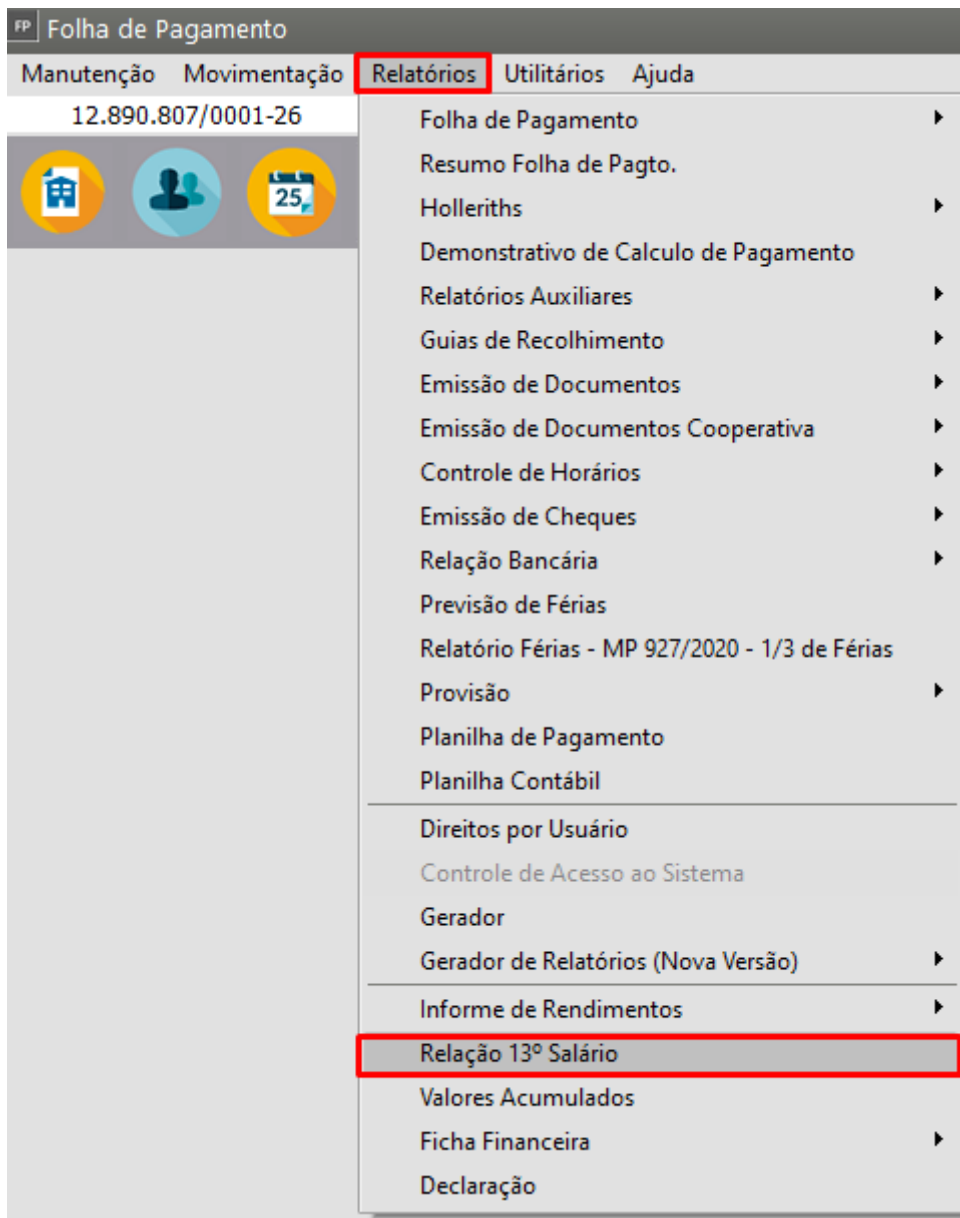 FP Folha de Pagamento
Manutenção Movimentação Relatórios Utilitários Ajuda
12.890.807/0001-26
25
Folha de Pagamento
Resumo Folha de Pagto.
Holleriths
Demonstrativo de Calculo de Pagamento
Relatórios Auxiliares
Guias de Recolhimento
Emissão de Documentos
Emissão de Documentos Cooperativa
Controle de Horários
Emissão de Cheques
Relação Bancária
Previsão de Férias
Relatório Férias - MP 927/2020 - 1/3 de Férias
Provisão
Planilha de Pagamento
Planilha Contábil
Direitos por Usuário
Controle de Acesso ao Sistema
Gerador
Gerador de Relatórios (Nova Versão)
Informe de Rendimentos
Relação 13º Salário
Valores Acumulados
Ficha Financeira
Declaração